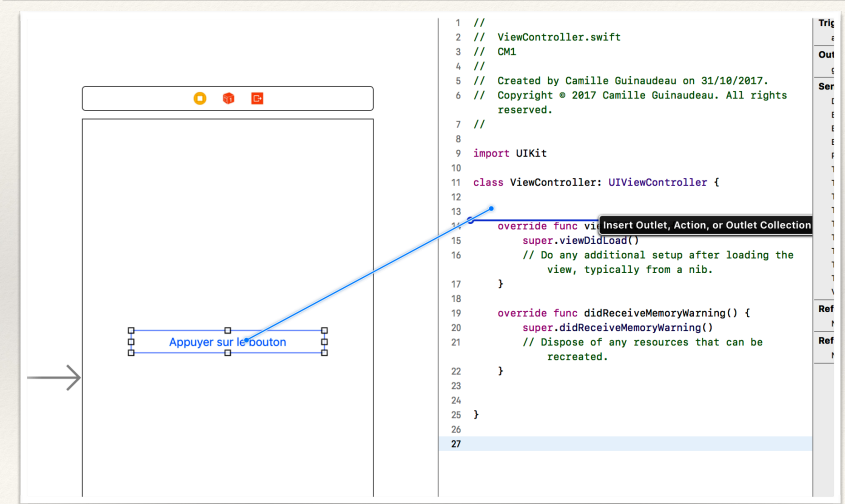 Appuyer sur le bouton
1 //
2 // ViewController.swift
3 // CM1
4 //
5 // Created by Camille Guinaudeau on 31/10/2017.
6 // Copyright © 2017 Camille Guinaudeau. All rights
reserved.
7 //
8
9 import UIKit
10
11 class ViewController: UIViewController {
12
13
14 override func
Insert Outlet, Action, or Outlet Collection
15 super.viewDidLoad()
16 // Do any additional setup after loading the
view, typically from a nib.
17 }
18
19 override func didReceiveMemoryWarning() {
20 super.didReceiveMemoryWarning()
21 // Dispose of any resources that can be
recreated.
22 }
23
24
25 }
26
27